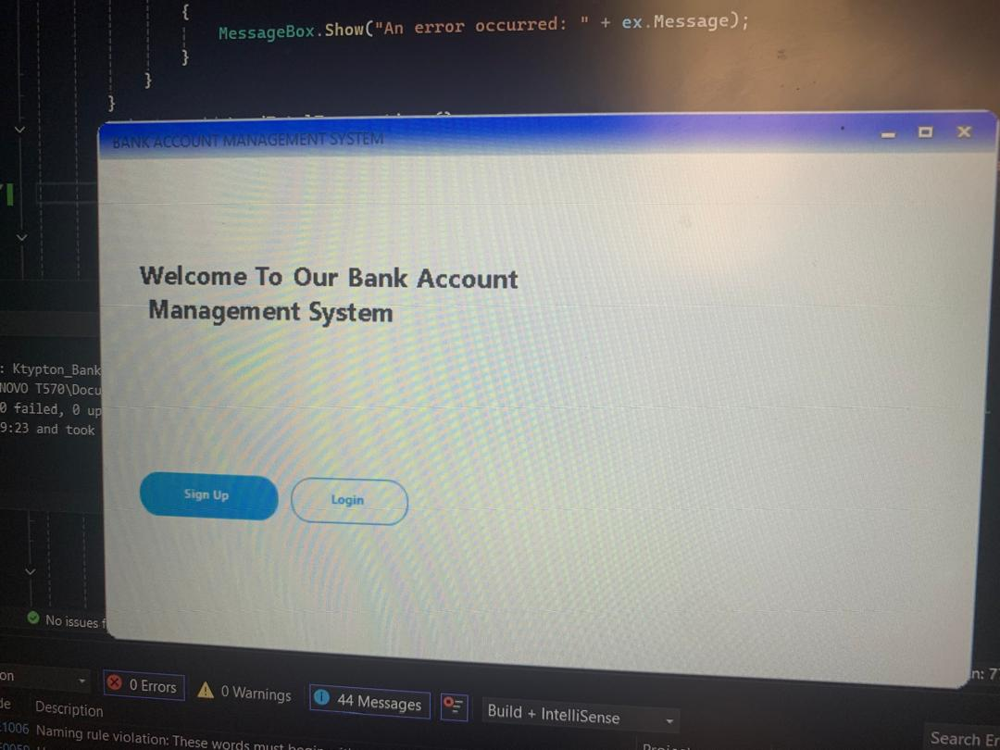 {
MessageBox.Show("An error occurred: " + ex.Message);
}
}
}
BANK ACCOUNT MANAGEMENT SYSTEM
Welcome To Our Bank Account
Management System
: Ktypton_Bank
NOVO T570\Docu
0 failed, 0 up
9:23 and took
Sign Up
Login
No issues f
on
0 Errors
0 Warnings
44 Messages
Build + IntelliSense
n: 7
de
Description
Search Er
E1006
Naming rule violation: These words must begin